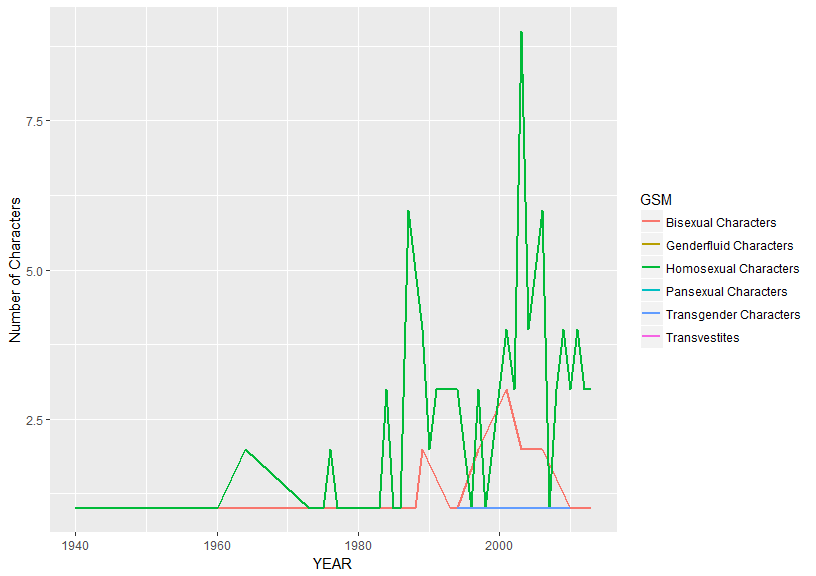 Number of Characters
7.5
5.0
2.5
1940
1960
1980
2000
YEAR
GSM
Bisexual Characters
Genderfluid Characters
Homosexual Characters
Pansexual Characters
Transgender Characters
Transvestites